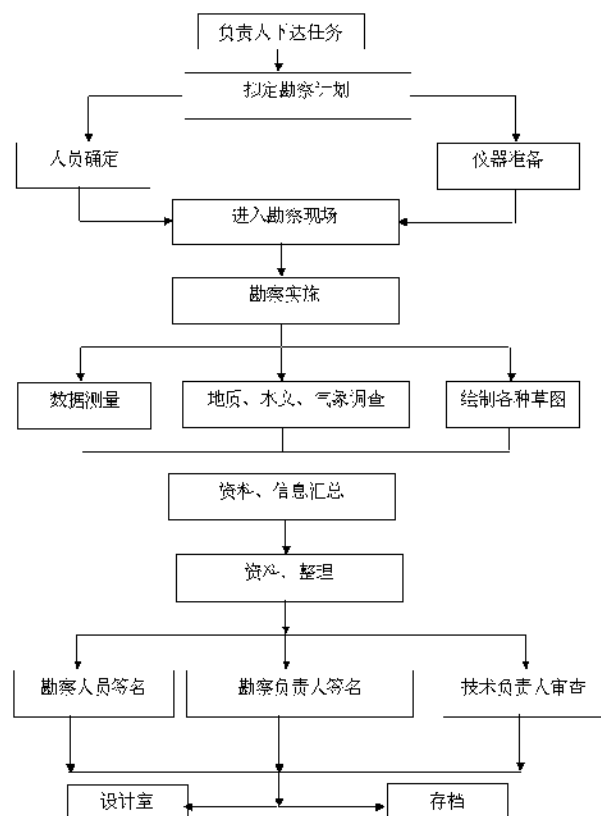 负责人下达任务
拟定勘察计划
人员确定
仪器准备
进入勘察现场
勘察实施
数据测量
地质、水文、气象调查
绘制各种草图
资料、信息汇总
资料、整理
勘察人员签名
勘察负责人签名
技术负责人审查
设计室
存档